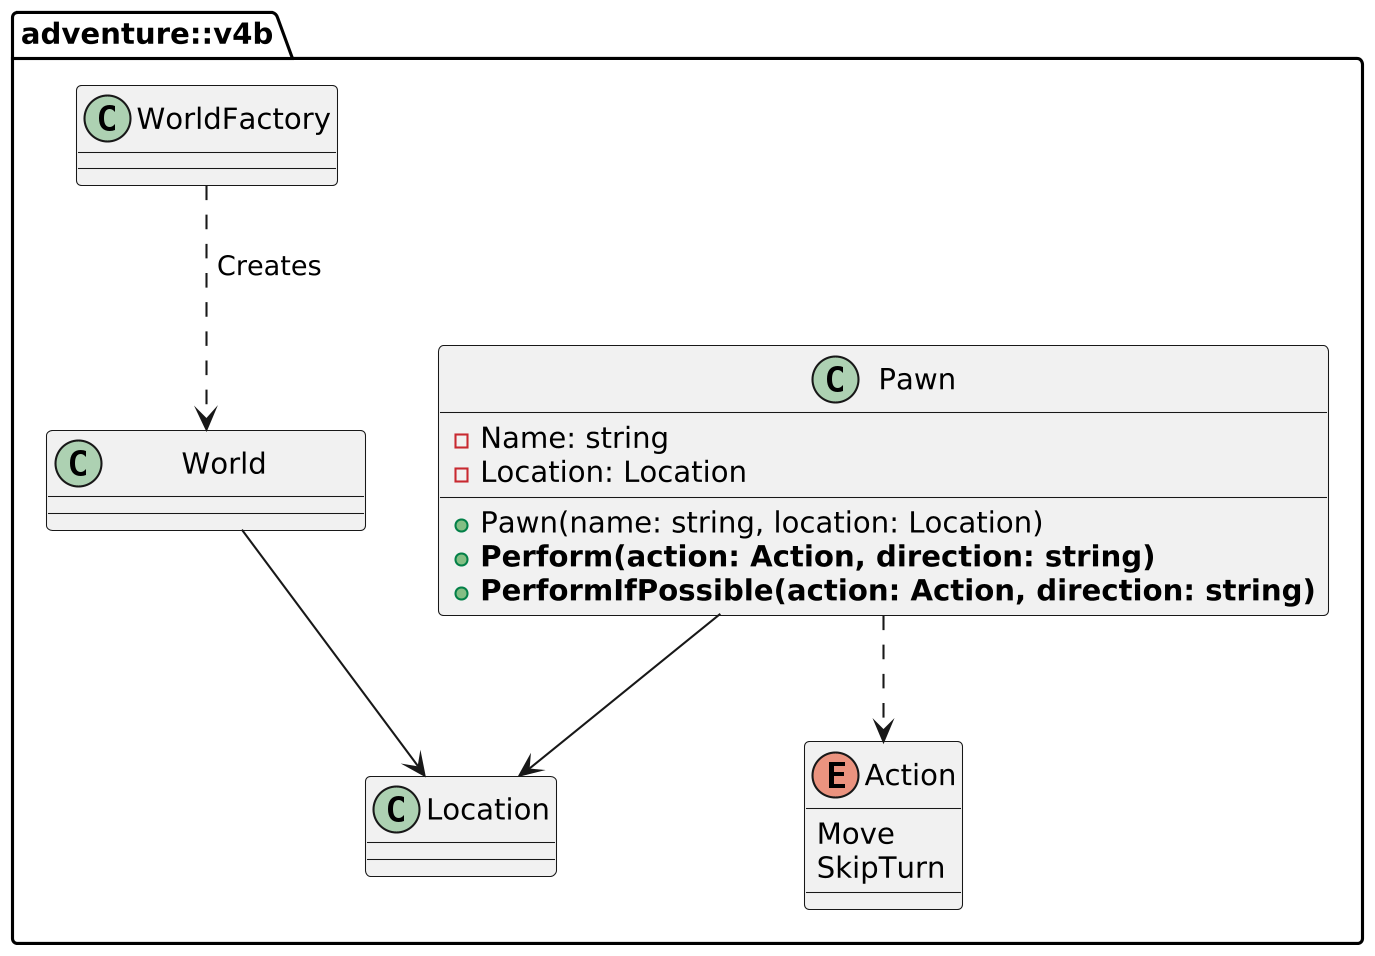 adventure::v4b
C WorldFactory
Creates
C World
C Pawn
Name: string
Location: Location
Pawn(name: string, location: Location)
Perform(action: Action, direction: string)
PerformIfPossible(action: Action, direction: string)
C Location
E Action
Move
SkipTurn